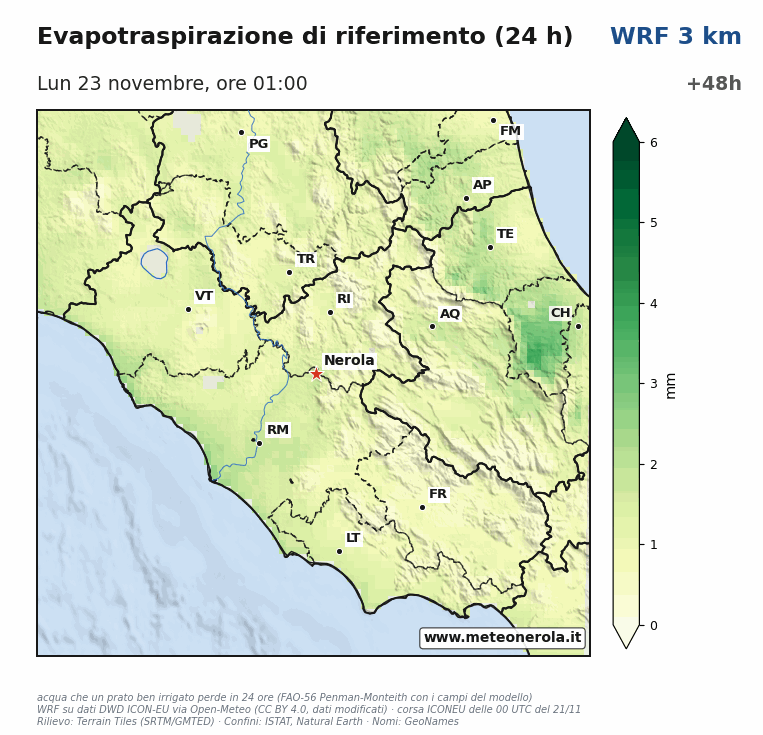 Evapotraspirazione di riferimento (24 h) WRF 3 km
Lun 23 novembre, ore 01:00 +48h
FM
PG
AP
TE
TR
VT
RI
AQ
CH
Nerola
RM
FR
LT
www.meteonerola.it
6
5
4
3
2
1
0
mm
acqua che un prato ben irrigato perde in 24 ore (FAO-56 Penman-Monteith con i campi del modello)
WRF su dati DWD ICON-EU via Open-Meteo (CC BY 4.0, dati modificati) · corsa ICONEU delle 00 UTC del 21/11
Rilievo: Terrain Tiles (SRTM/GMTED) · Confini: ISTAT, Natural Earth · Nomi: GeoNames